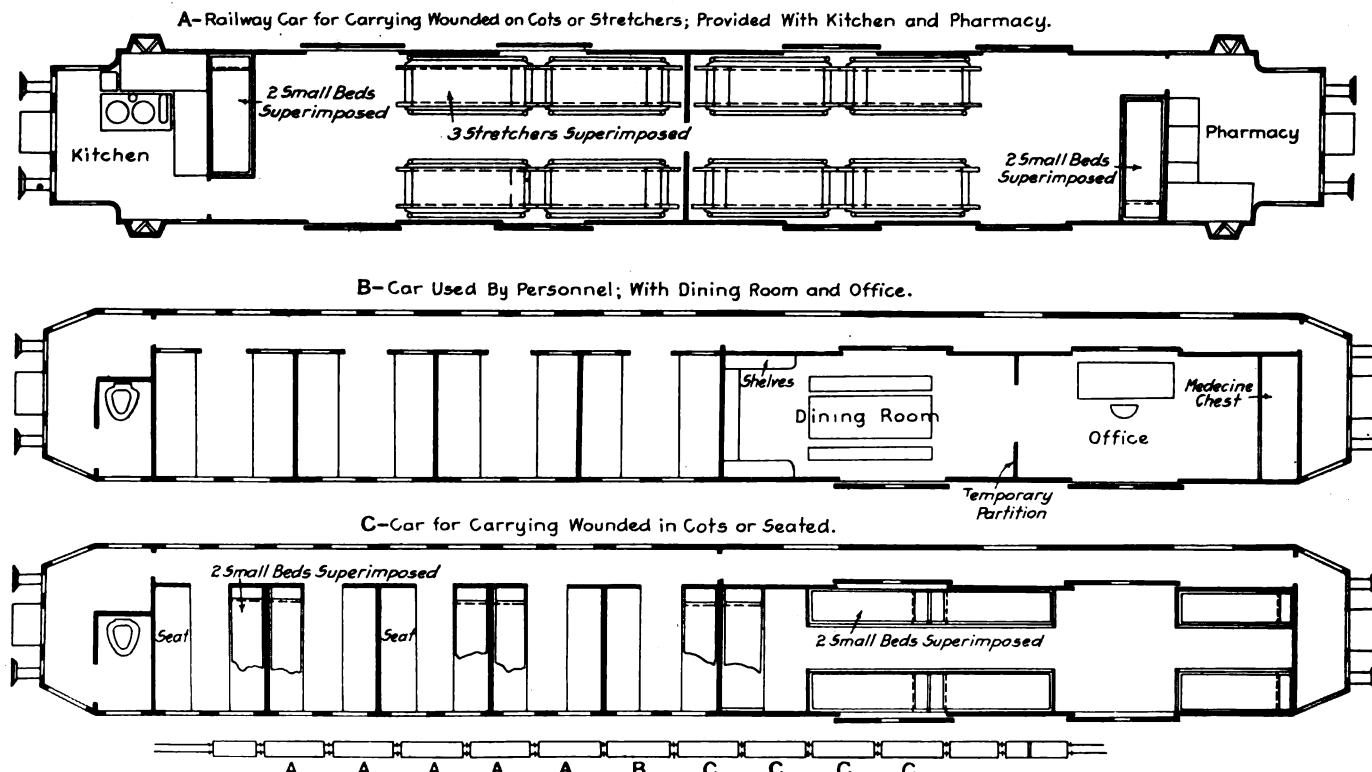 A-Railway Car for Carrying Wounded on Cots or Stretchers; Provided With Kitchen and Pharmacy.
2 Small Beds
Superimposed
3 Stretchers Superimposed
Kitchen
Pharmacy
2 Small Beds
Superimposed
B-Car Used By Personnel; With Dining Room and Office.
Shelves
Dining Room
Medecine
Chest
Office
Temporary
Partition
C-Car for Carrying Wounded in Cots or Seated.
2 Small Beds Superimposed
Seat
Seat
2 Small Beds Superimposed
A A A A A B C C C C